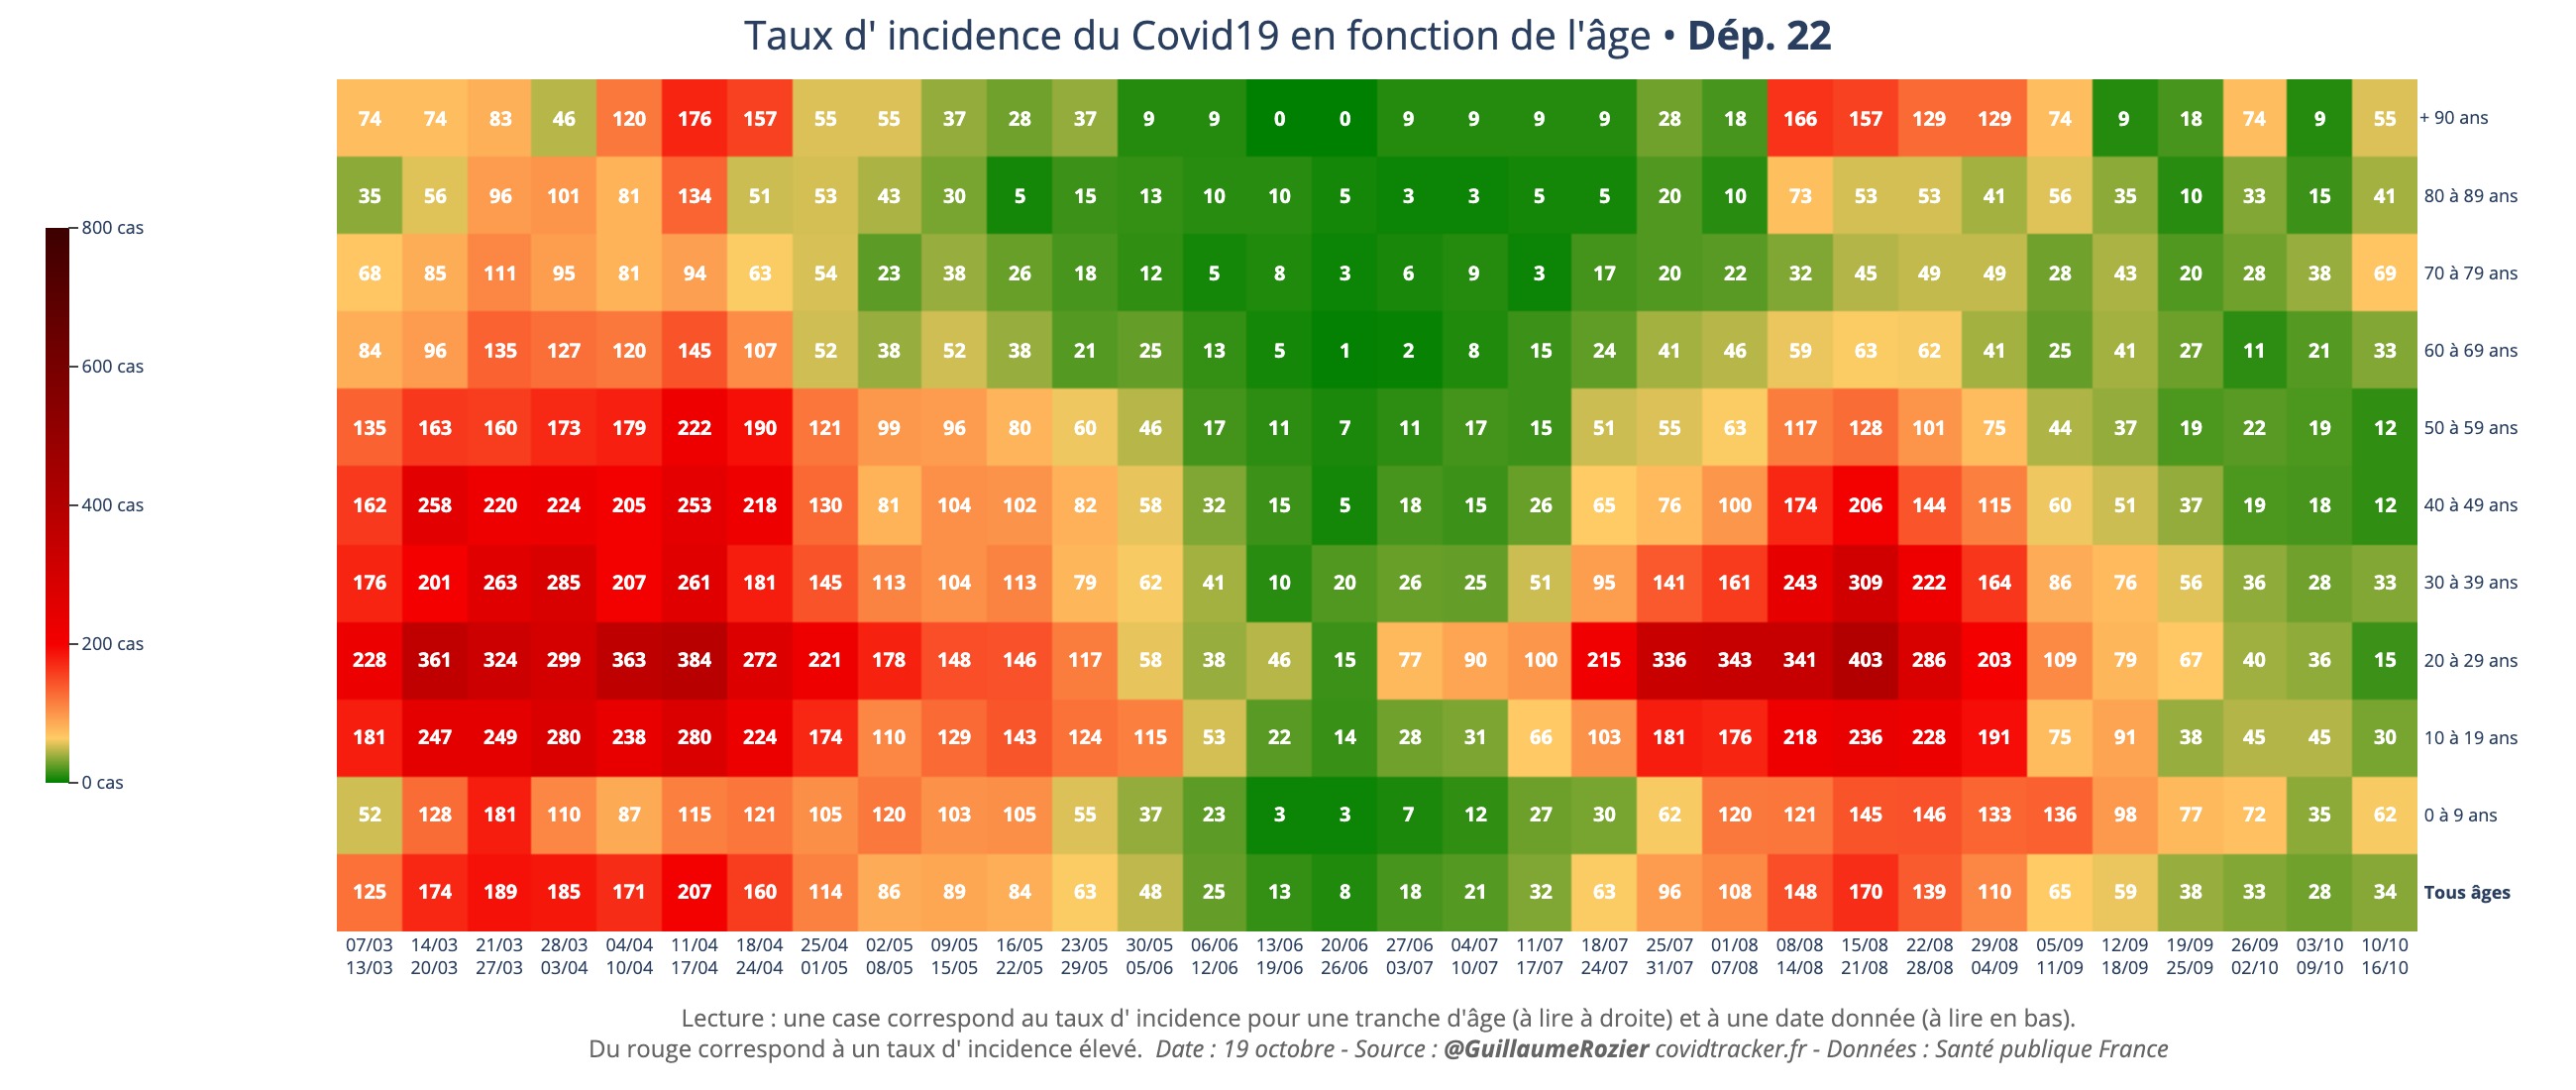 Taux d' incidence du Covid19 en fonction de l'âge • Dép. 22
800 cas
600 cas
400 cas
200 cas
0 cas
74 74 83 46 120 176 157 55 55 37 28 37 9 9 0 0 9 9 9 9 28 18 166 157 129 129 74 9 18 74 9 55 + 90 ans
35 56 96 101 81 134 51 53 43 30 5 15 13 10 10 5 3 3 5 5 20 10 73 53 53 41 56 35 10 33 15 41 80 à 89 ans
68 85 111 95 81 94 63 54 23 38 26 18 12 5 8 3 6 9 3 17 20 22 32 45 49 49 28 43 20 28 38 69 70 à 79 ans
84 96 135 127 120 145 107 52 38 52 38 21 25 13 5 1 2 8 15 24 41 46 59 63 62 41 25 41 27 11 21 33 60 à 69 ans
135 163 160 173 179 222 190 121 99 96 80 60 46 17 11 7 11 17 15 51 55 63 117 128 101 75 44 37 19 22 19 12 50 à 59 ans
162 258 220 224 205 253 218 130 81 104 102 82 58 32 15 5 18 15 26 65 76 100 174 206 144 115 60 51 37 19 18 12 40 à 49 ans
176 201 263 285 207 261 181 145 113 104 113 79 62 41 10 20 26 25 51 95 141 161 243 309 222 164 86 76 56 36 28 33 30 à 39 ans
228 361 324 299 363 384 272 221 178 148 146 117 58 38 46 15 77 90 100 215 336 343 341 403 286 203 109 79 67 40 36 15 20 à 29 ans
181 247 249 280 238 280 224 174 110 129 143 124 115 53 22 14 28 31 66 103 181 176 218 236 228 191 75 91 38 45 45 30 10 à 19 ans
52 128 181 110 87 115 121 105 120 103 105 55 37 23 3 3 7 12 27 30 62 120 121 145 146 133 136 98 77 72 35 62 0 à 9 ans
125 174 189 185 171 207 160 114 86 89 84 63 48 25 13 8 18 21 32 63 96 108 148 170 139 110 65 59 38 33 28 34 Tous âges
07/03 14/03 21/03 28/03 04/04 11/04 18/04 25/04 02/05 09/05 16/05 23/05 30/05 06/06 13/06 20/06 27/06 04/07 11/07 18/07 25/07 01/08 08/08 15/08 22/08 29/08 05/09 12/09 19/09 26/09 03/10 10/10
13/03 20/03 27/03 03/04 10/04 17/04 24/04 01/05 08/05 15/05 22/05 29/05 05/06 12/06 19/06 26/06 03/07 10/07 17/07 24/07 31/07 07/08 14/08 21/08 28/08 04/09 11/09 18/09 25/09 02/10 09/10 16/10
Lecture : une case correspond au taux d' incidence pour une tranche d'âge (à lire à droite) et à une date donnée (à lire en bas).
Du rouge correspond à un taux d' incidence élevé. Date : 19 octobre - Source : @GuillaumeRozier covidtracker.fr - Données : Santé publique France